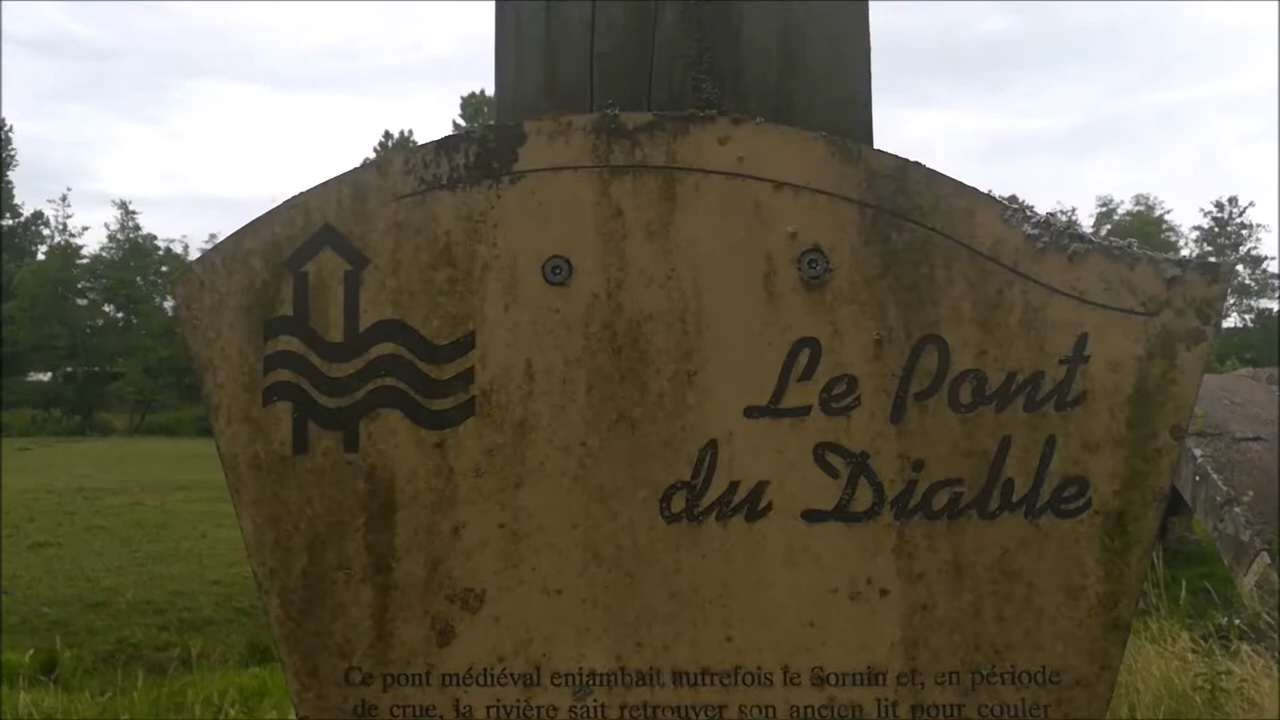 Le Pont
du Diable
Ce pont médiéval enjambait autrefois le Sornin et, en période
de crue, la rivière sait retrouver son ancien lit pour couler